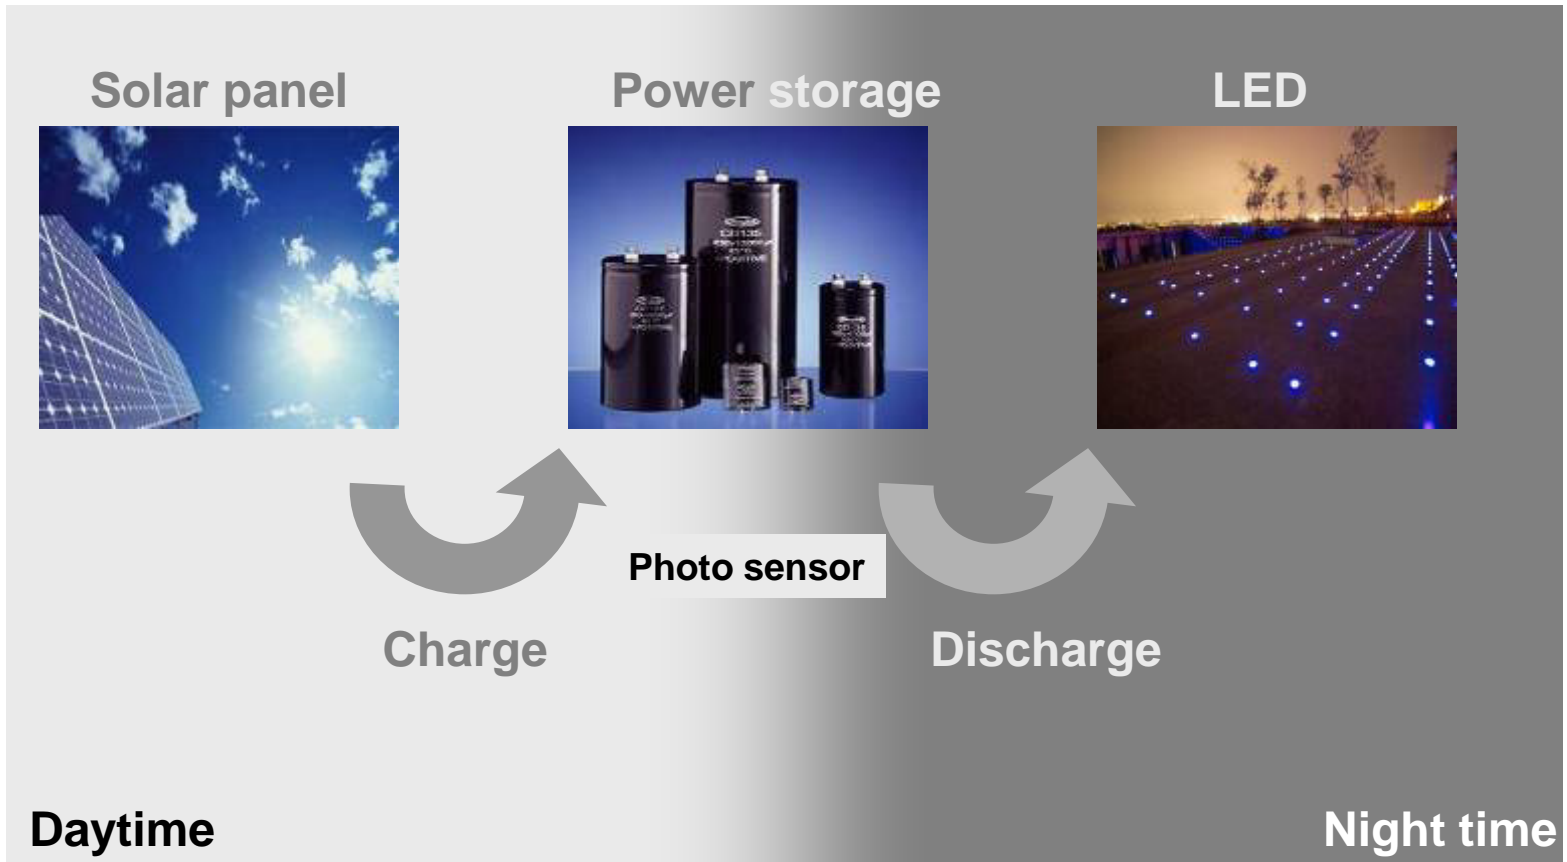 Solar panel
Power storage
LED
Photo sensor
Charge
Discharge
Daytime
Night time